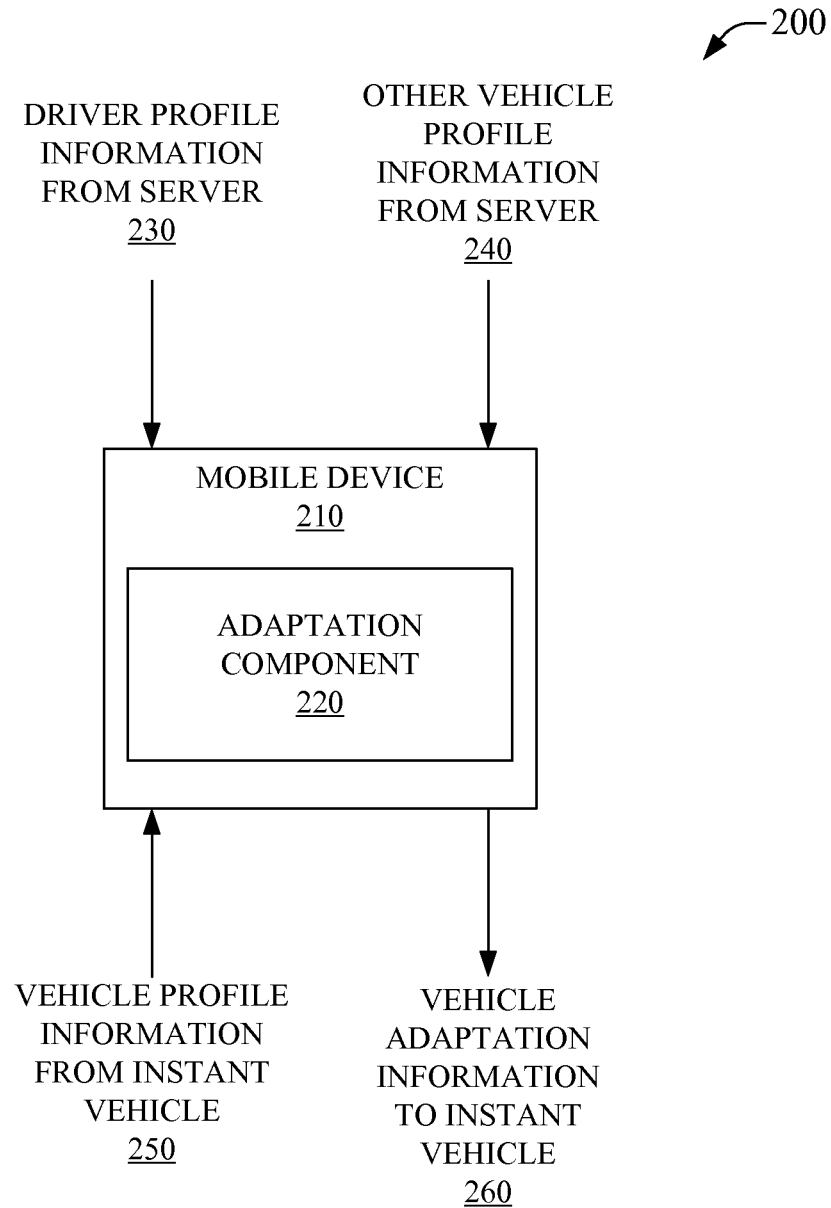 200
DRIVER PROFILE
INFORMATION
FROM SERVER
230
OTHER VEHICLE
PROFILE
INFORMATION
FROM SERVER
240
MOBILE DEVICE
210
ADAPTATION
COMPONENT
220
VEHICLE PROFILE
INFORMATION
FROM INSTANT
VEHICLE
250
VEHICLE
ADAPTATION
INFORMATION
TO INSTANT
VEHICLE
260